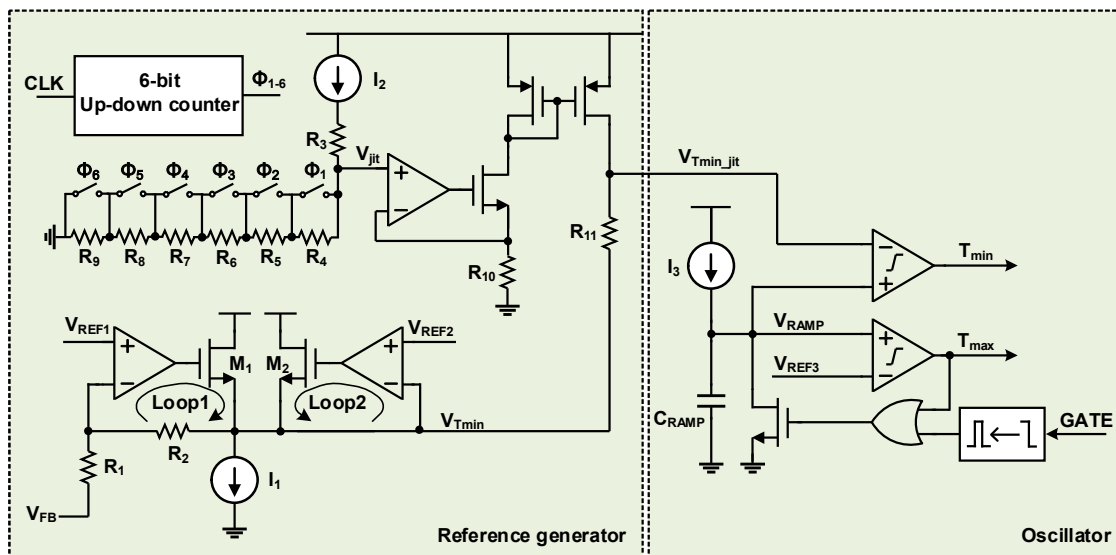 CLK
6-bit
Up-down counter
Φ1-6
I2
R3
Φ6 Φ5 Φ4 Φ3 Φ2 Φ1
Vjit
+
−
R9 R8 R7 R6 R5 R4
R10
R11
VTmin_jit
I3
−
+
Tmin
VRAMP
+
−
Tmax
VREF3
CRAMP
GATE
VREF1
+
−
M1
M2
+
−
VREF2
Loop1
Loop2
VTmin
R2
R1
I1
VFB
Reference generator
Oscillator